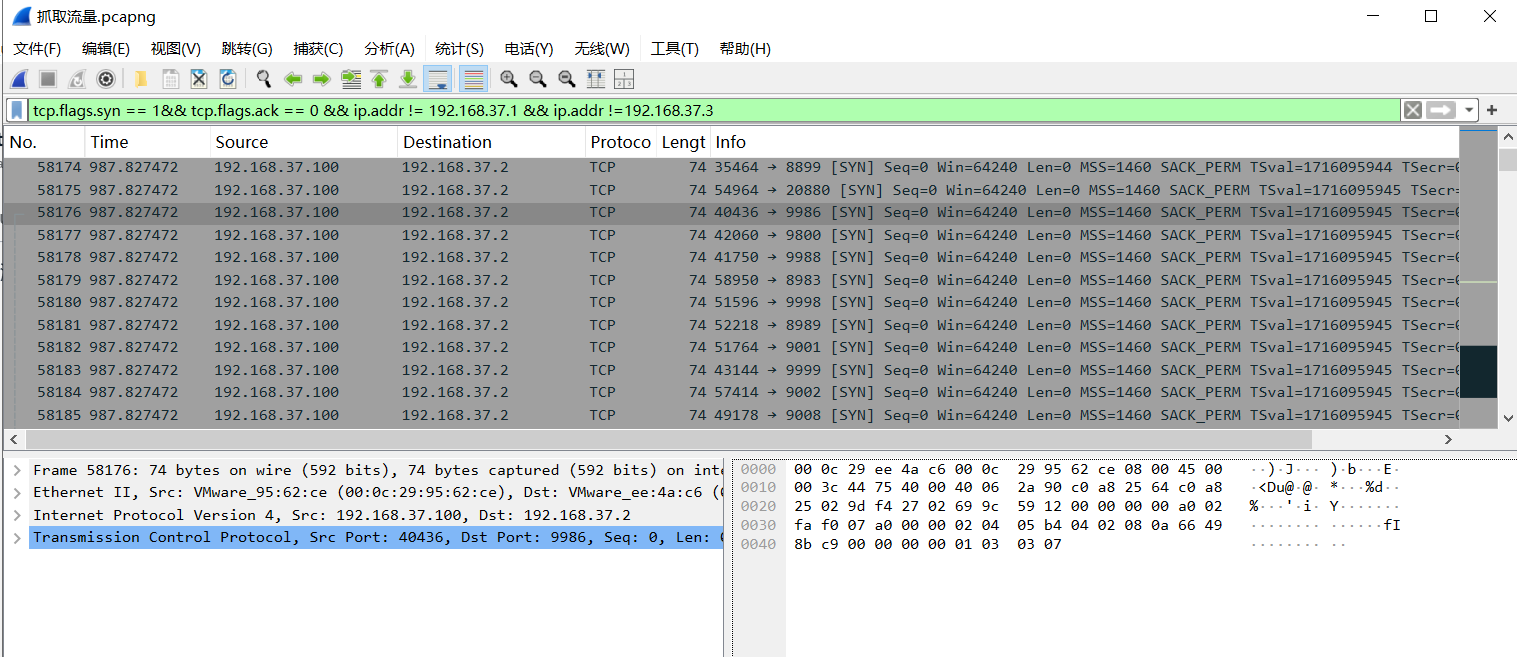 抓取流量.pcapng
文件(F) 编辑(E) 视图(V) 跳转(G) 捕获(C) 分析(A) 统计(S) 电话(Y) 无线(W) 工具(T) 帮助(H)
tcp.flags.syn == 1&& tcp.flags.ack == 0 && ip.addr != 192.168.37.1 && ip.addr !=192.168.37.3
No. Time Source Destination Protoco Lengt Info
58174 987.827472 192.168.37.100 192.168.37.2 TCP 74 35464 → 8899 [SYN] Seq=0 Win=64240 Len=0 MSS=1460 SACK_PERM TSval=1716095944 TSecr=
58175 987.827472 192.168.37.100 192.168.37.2 TCP 74 54964 → 20880 [SYN] Seq=0 Win=64240 Len=0 MSS=1460 SACK_PERM TSval=1716095945 TSecr=
58176 987.827472 192.168.37.100 192.168.37.2 TCP 74 40436 → 9986 [SYN] Seq=0 Win=64240 Len=0 MSS=1460 SACK_PERM TSval=1716095945 TSecr=
58177 987.827472 192.168.37.100 192.168.37.2 TCP 74 42060 → 9800 [SYN] Seq=0 Win=64240 Len=0 MSS=1460 SACK_PERM TSval=1716095945 TSecr=
58178 987.827472 192.168.37.100 192.168.37.2 TCP 74 41750 → 9988 [SYN] Seq=0 Win=64240 Len=0 MSS=1460 SACK_PERM TSval=1716095945 TSecr=
58179 987.827472 192.168.37.100 192.168.37.2 TCP 74 58950 → 8983 [SYN] Seq=0 Win=64240 Len=0 MSS=1460 SACK_PERM TSval=1716095945 TSecr=
58180 987.827472 192.168.37.100 192.168.37.2 TCP 74 51596 → 9998 [SYN] Seq=0 Win=64240 Len=0 MSS=1460 SACK_PERM TSval=1716095945 TSecr=
58181 987.827472 192.168.37.100 192.168.37.2 TCP 74 52218 → 8989 [SYN] Seq=0 Win=64240 Len=0 MSS=1460 SACK_PERM TSval=1716095945 TSecr=
58182 987.827472 192.168.37.100 192.168.37.2 TCP 74 51764 → 9001 [SYN] Seq=0 Win=64240 Len=0 MSS=1460 SACK_PERM TSval=1716095945 TSecr=
58183 987.827472 192.168.37.100 192.168.37.2 TCP 74 43144 → 9999 [SYN] Seq=0 Win=64240 Len=0 MSS=1460 SACK_PERM TSval=1716095945 TSecr=
58184 987.827472 192.168.37.100 192.168.37.2 TCP 74 57414 → 9002 [SYN] Seq=0 Win=64240 Len=0 MSS=1460 SACK_PERM TSval=1716095945 TSecr=
58185 987.827472 192.168.37.100 192.168.37.2 TCP 74 49178 → 9008 [SYN] Seq=0 Win=64240 Len=0 MSS=1460 SACK_PERM TSval=1716095945 TSecr=
Frame 58176: 74 bytes on wire (592 bits), 74 bytes captured (592 bits) on inte
Ethernet II, Src: VMware_95:62:ce (00:0c:29:95:62:ce), Dst: VMware_ee:4a:c6 (
Internet Protocol Version 4, Src: 192.168.37.100, Dst: 192.168.37.2
Transmission Control Protocol, Src Port: 40436, Dst Port: 9986, Seq: 0, Len:
0000 00 0c 29 ee 4a c6 00 0c 29 95 62 ce 08 00 45 00 ··)·J··· )·b···E·
0010 00 3c 44 75 40 00 40 06 2a 90 c0 a8 25 64 c0 a8 ·<Du@·@· *···%d··
0020 25 02 9d f4 27 02 69 9c 59 12 00 00 00 00 a0 02 %···'·i· Y·······
0030 fa f0 07 a0 00 00 02 04 05 b4 04 02 08 0a 66 49 ········ ······fI
0040 8b c9 00 00 00 00 01 03 03 07 ········ ··